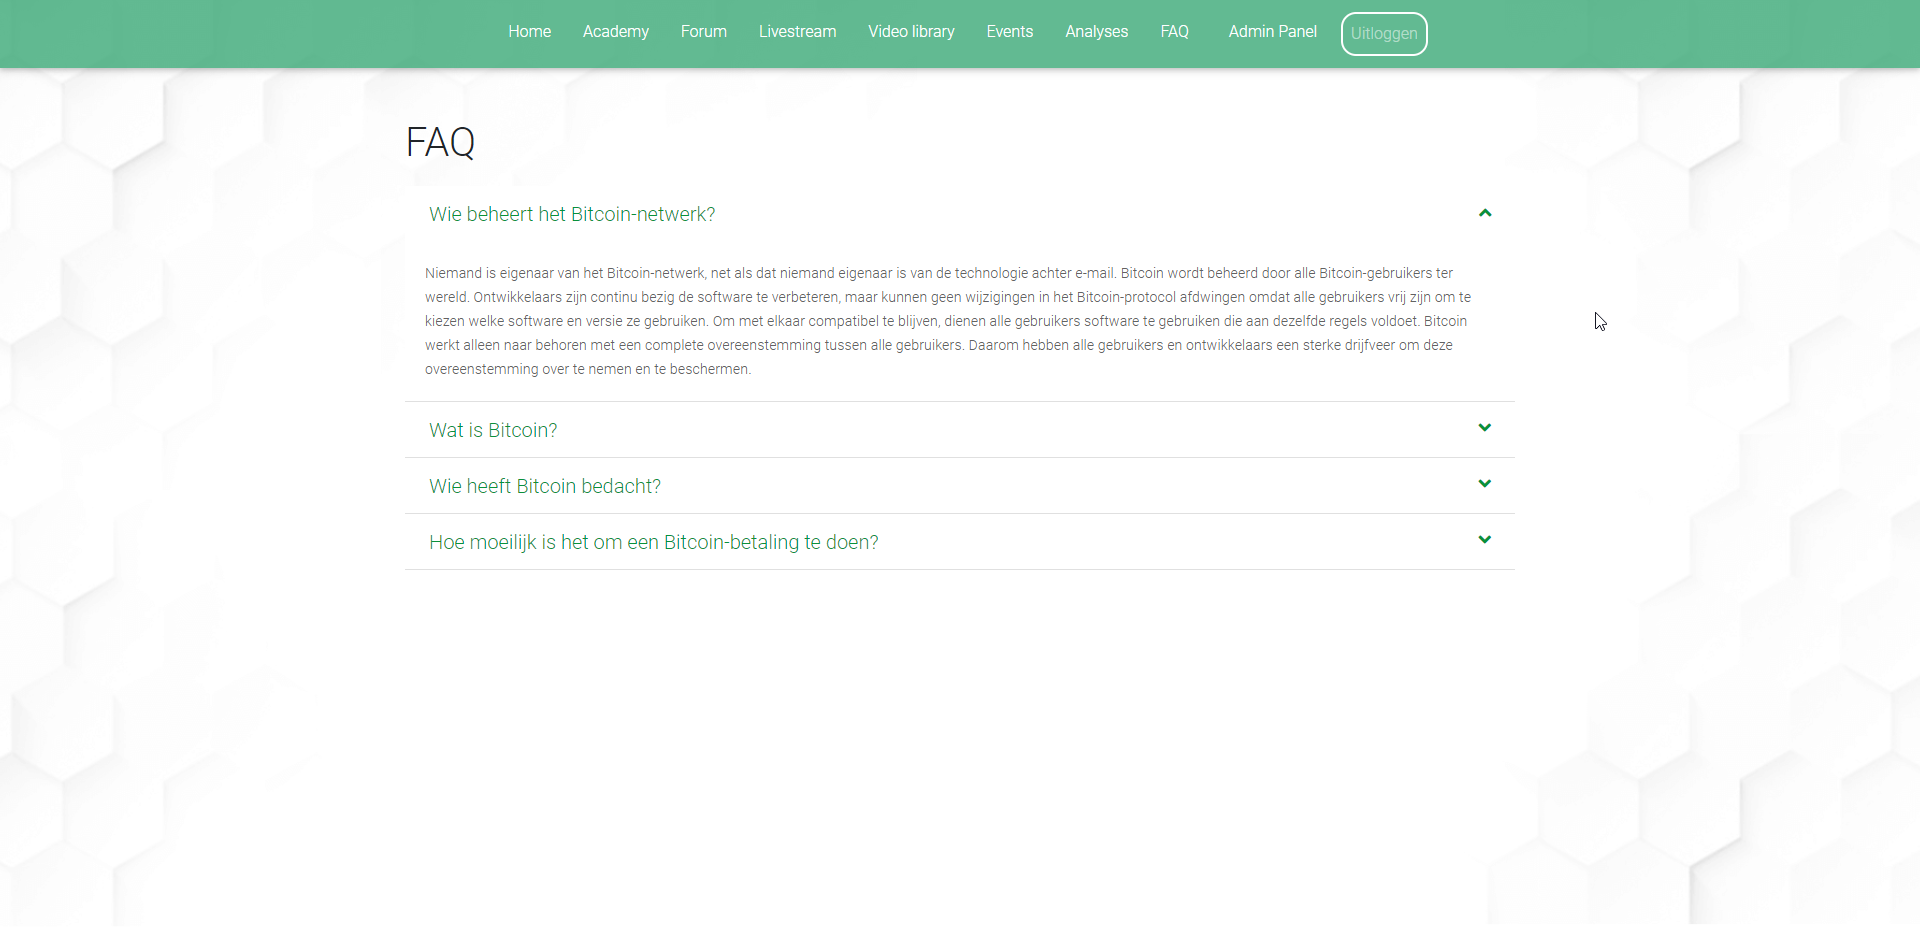 Home Academy Forum Livestream Video library Events Analyses FAQ Admin Panel Uitloggen
FAQ
Wie beheert het Bitcoin-netwerk?
Niemand is eigenaar van het Bitcoin-netwerk, net als dat niemand eigenaar is van de technologie achter e-mail. Bitcoin wordt beheerd door alle Bitcoin-gebruikers ter
wereld. Ontwikkelaars zijn continu bezig de software te verbeteren, maar kunnen geen wijzigingen in het Bitcoin-protocol afdwingen omdat alle gebruikers vrij zijn om te
kiezen welke software en versie ze gebruiken. Om met elkaar compatibel te blijven, dienen alle gebruikers software te gebruiken die aan dezelfde regels voldoet. Bitcoin
werkt alleen naar behoren met een complete overeenstemming tussen alle gebruikers. Daarom hebben alle gebruikers en ontwikkelaars een sterke drijfveer om deze
overeenstemming over te nemen en te beschermen.
Wat is Bitcoin?
Wie heeft Bitcoin bedacht?
Hoe moeilijk is het om een Bitcoin-betaling te doen?